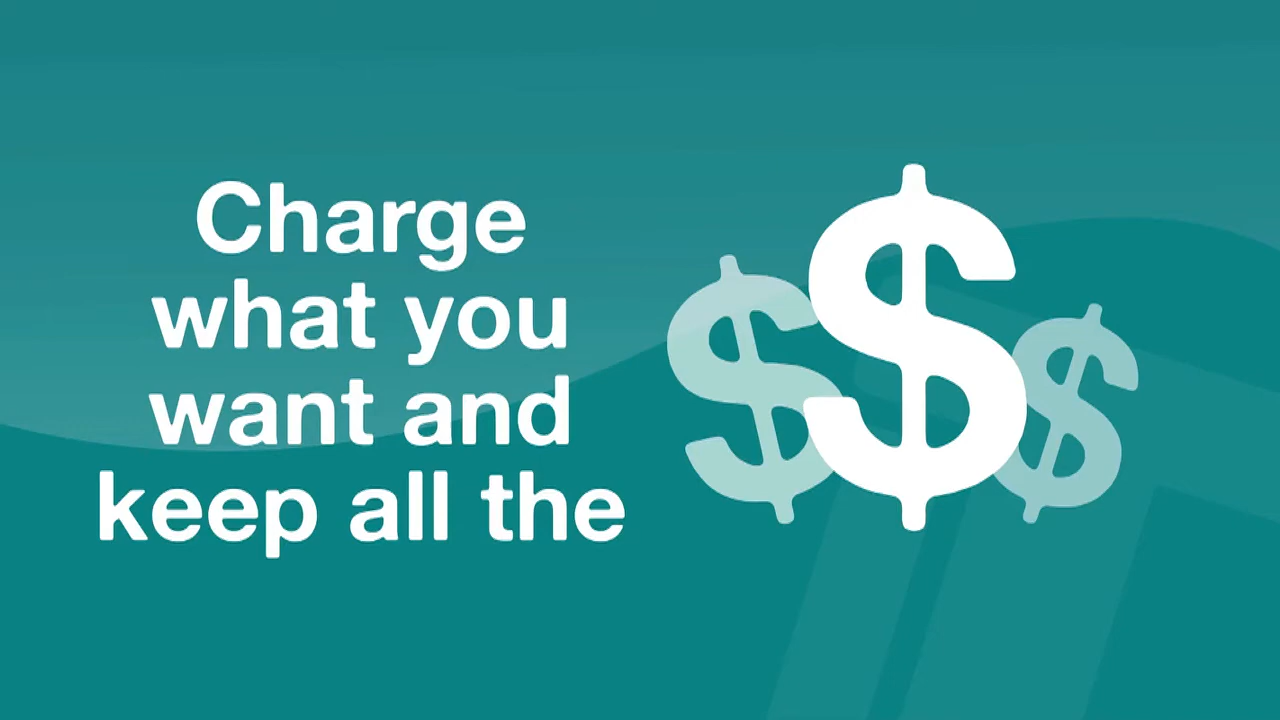 Charge
what you
want and
keep all the
$ $ $